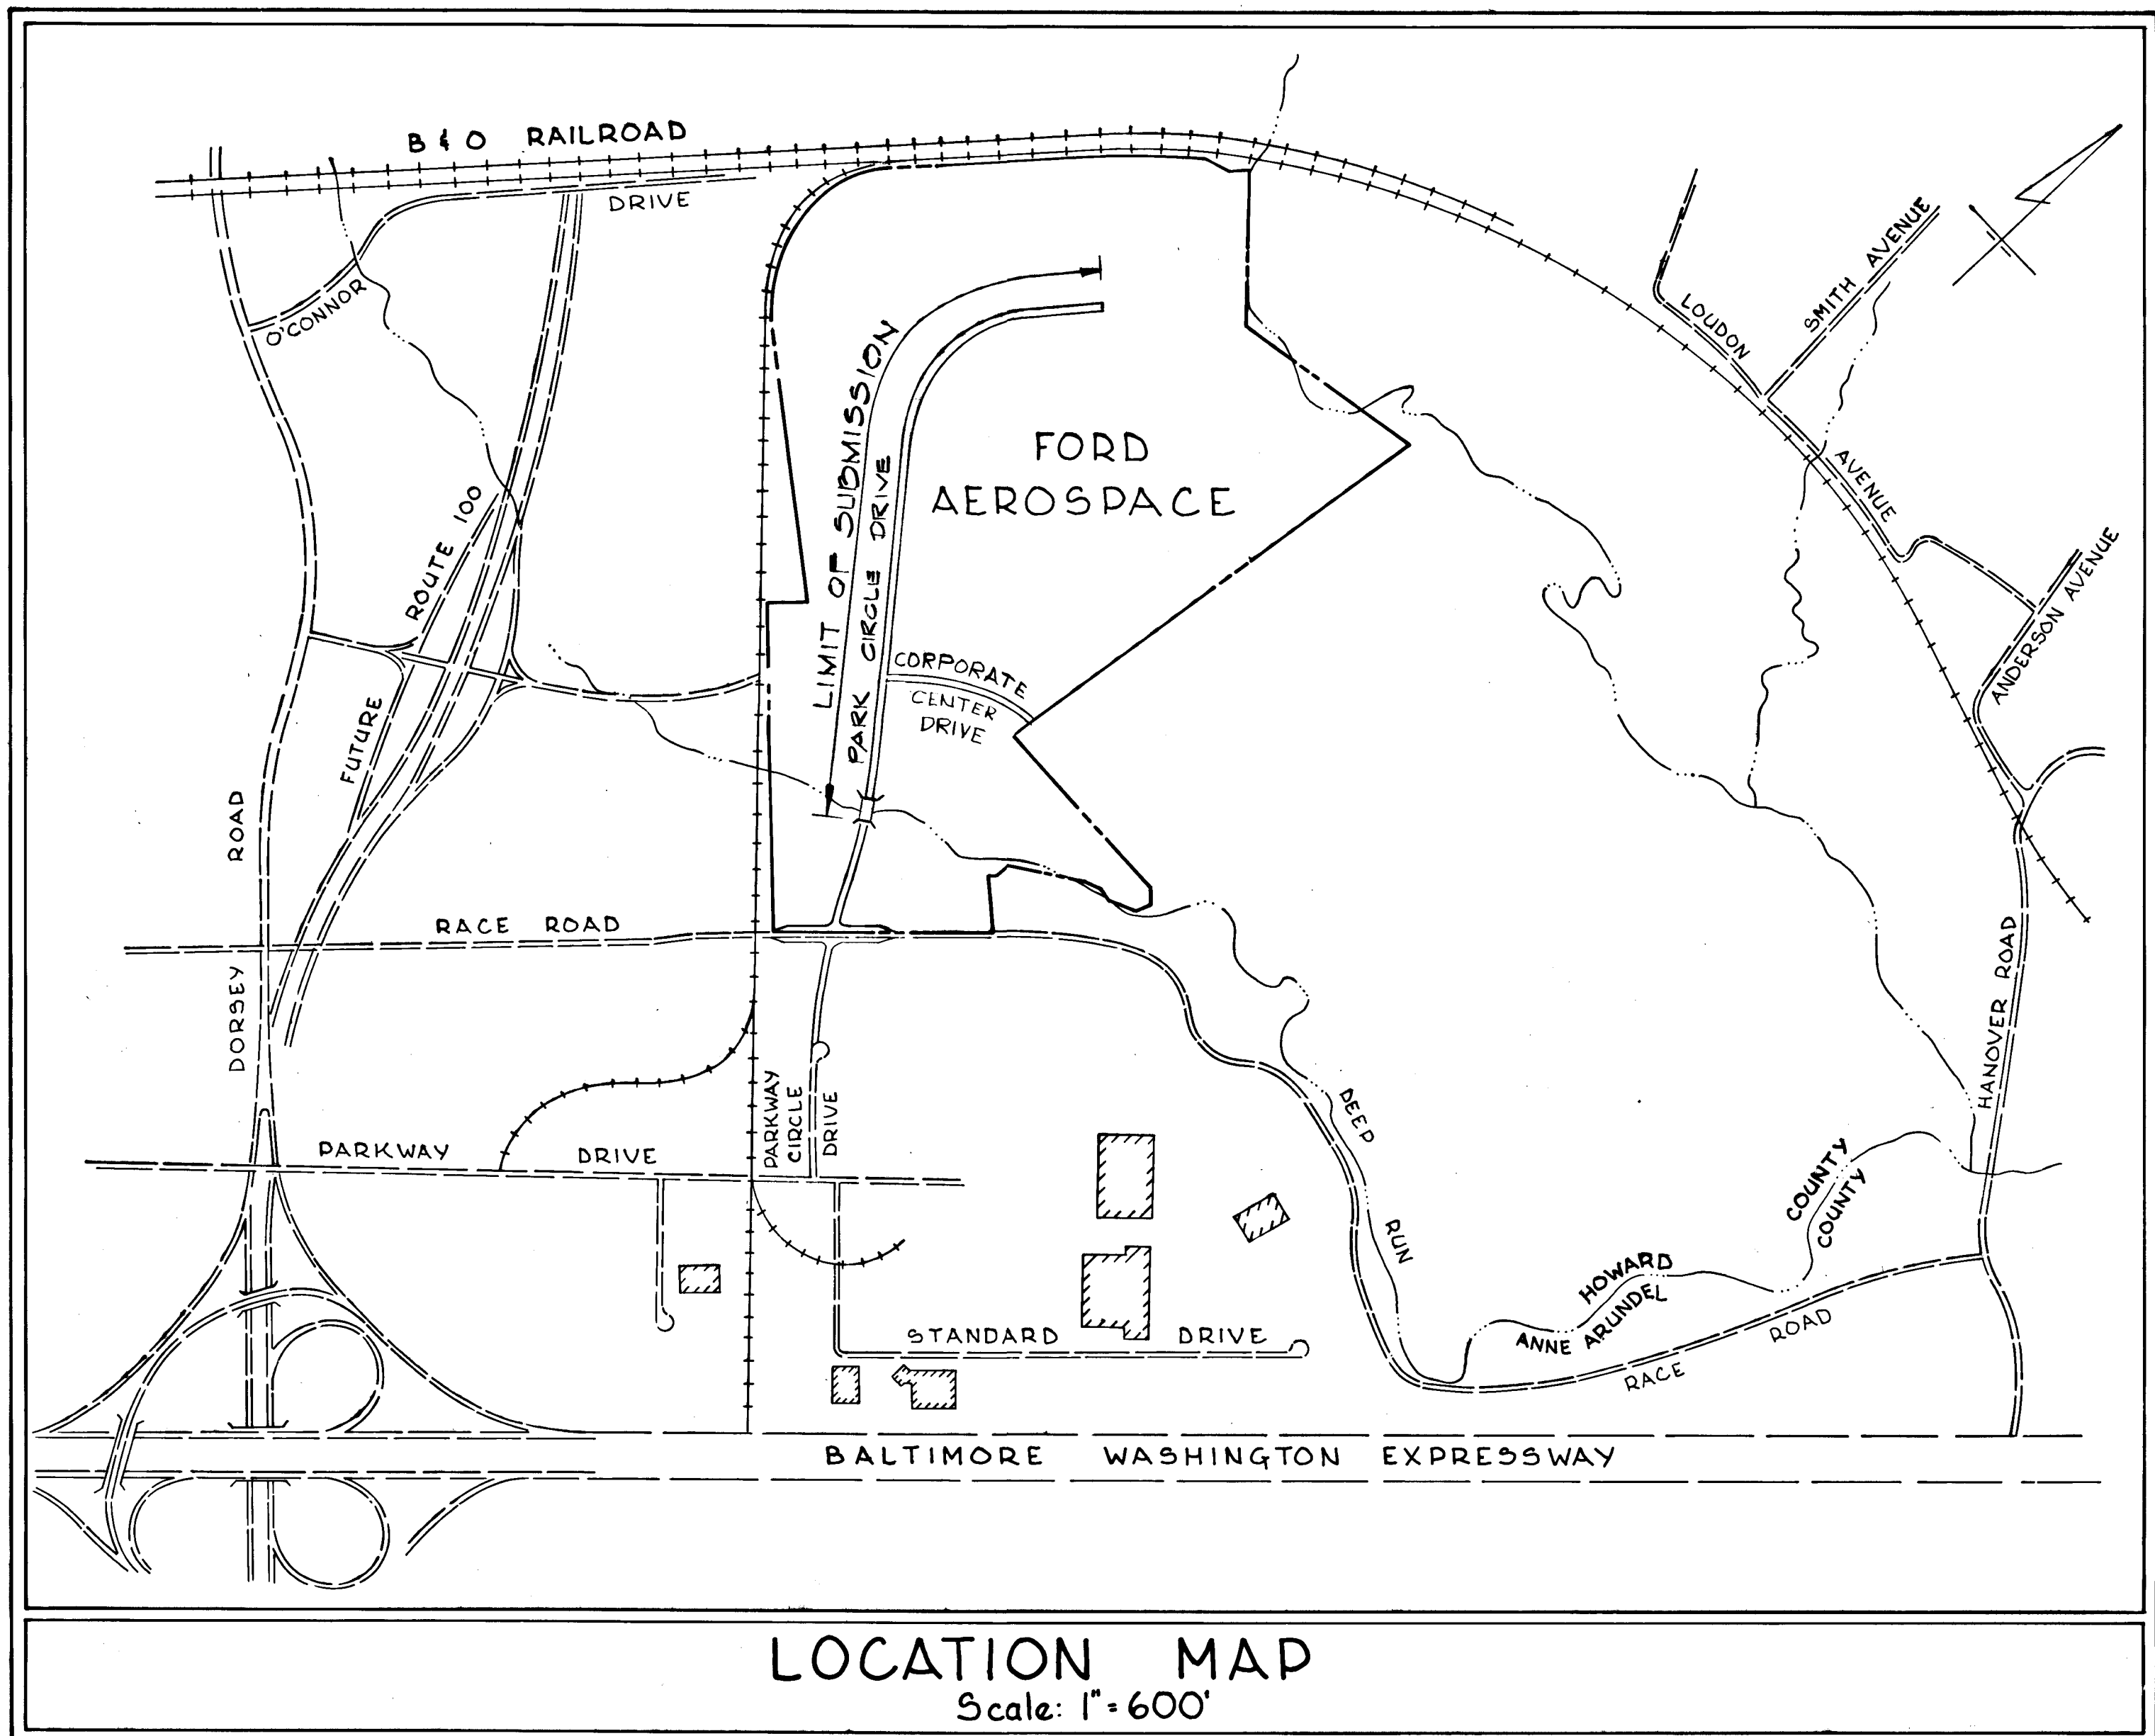 B & O RAILROAD
DRIVE
O'CONNOR
LOUDON
AVENUE
SMITH AVENUE
ANDERSON AVENUE
ROUTE 100
FUTURE
LIMIT OF SUBMISSION
PARK CIRCLE DRIVE
FORD
AEROSPACE
CORPORATE
CENTER
DRIVE
DORSEY ROAD
RACE ROAD
HANOVER ROAD
PARKWAY
CIRCLE
DRIVE
PARKWAY DRIVE
DEEP RUN
HOWARD COUNTY
ANNE ARUNDEL COUNTY
STANDARD DRIVE
RACE ROAD
BALTIMORE WASHINGTON EXPRESSWAY
LOCATION MAP
Scale: 1" = 600'